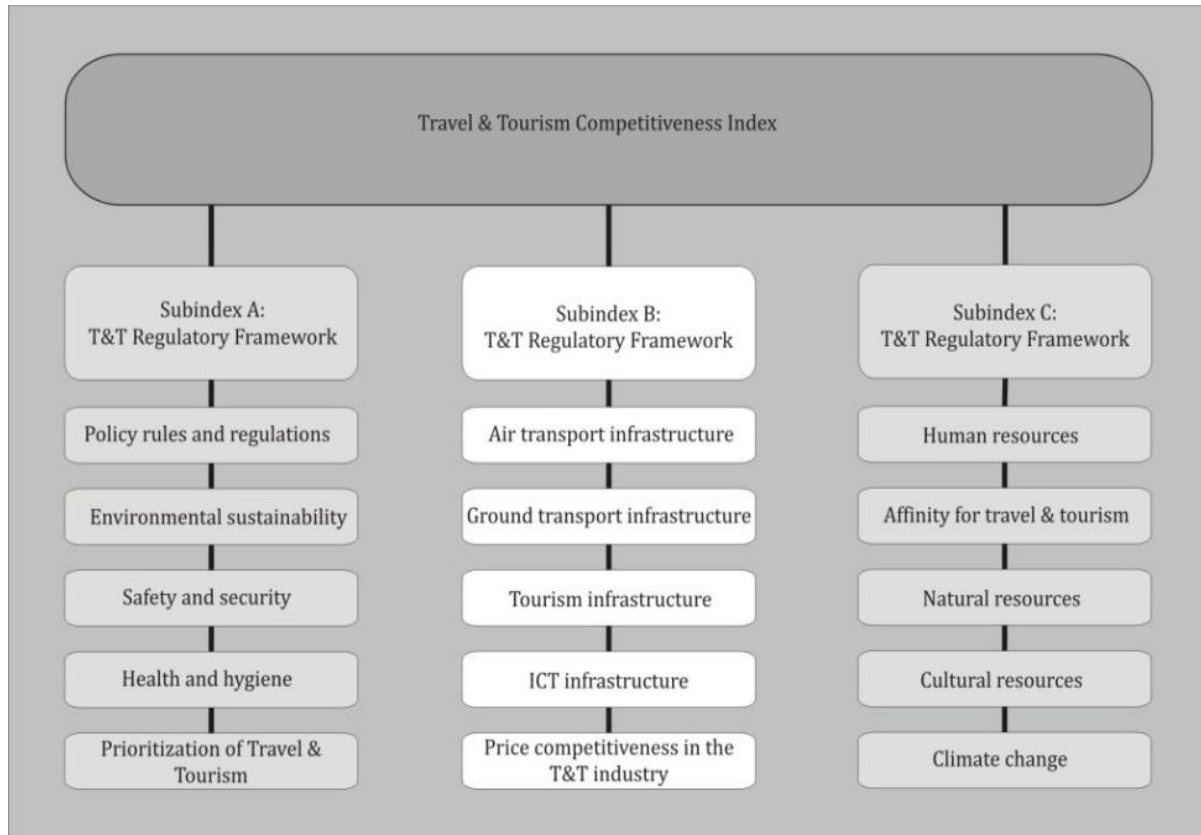 Travel & Tourism Competitiveness Index
Subindex A:
T&T Regulatory Framework
Policy rules and regulations
Environmental sustainability
Safety and security
Health and hygiene
Prioritization of Travel &
Tourism
Subindex B:
T&T Regulatory Framework
Air transport infrastructure
Ground transport infrastructure
Tourism infrastructure
ICT infrastructure
Price competitiveness in the
T&T industry
Subindex C:
T&T Regulatory Framework
Human resources
Affinity for travel & tourism
Natural resources
Cultural resources
Climate change